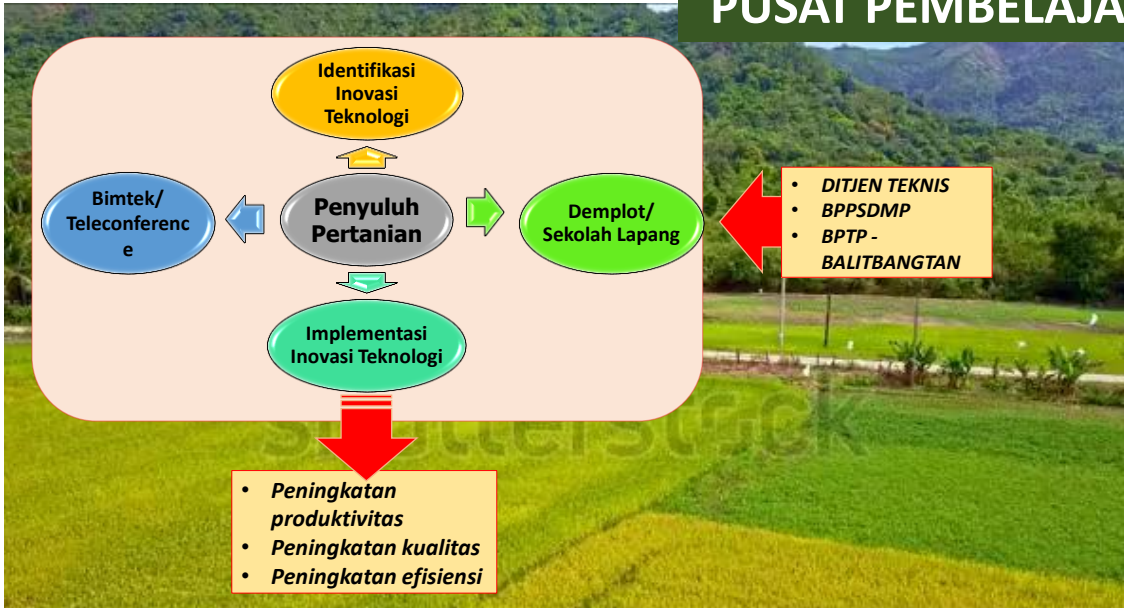 PUSAT PEMBELAJA
Identifikasi
Inovasi
Teknologi
Bimtek/
Teleconferenc
e
Penyuluh
Pertanian
Demplot/
Sekolah Lapang
Implementasi
Inovasi Teknologi
• DITJEN TEKNIS
• BPPSDMP
• BPTP -
BALITBANGTAN
shutterstock
• Peningkatan
produktivitas
• Peningkatan kualitas
• Peningkatan efisiensi